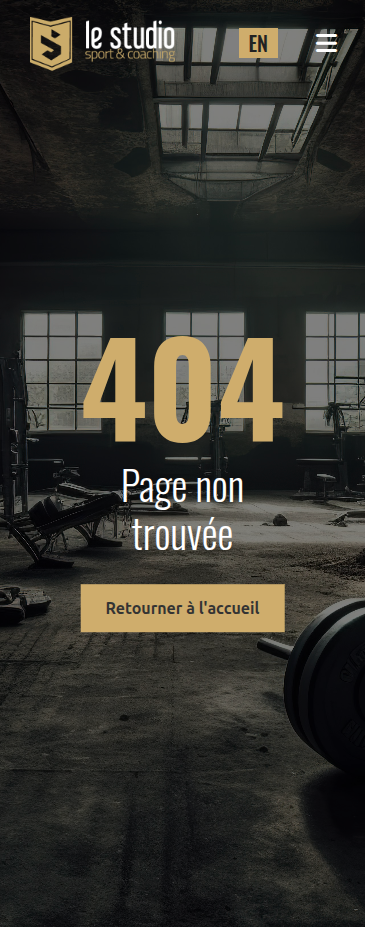 le studio
sport & coaching
EN
404
Page non
trouvée
Retourner à l'accueil